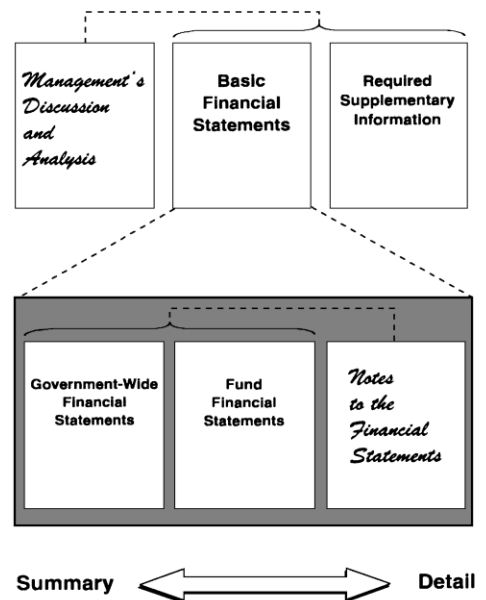 Management's
Discussion
and
Analysis
Basic
Financial
Statements
Required
Supplementary
Information
Government-Wide
Financial
Statements
Fund
Financial
Statements
Notes
to the
Financial
Statements
Summary
Detail